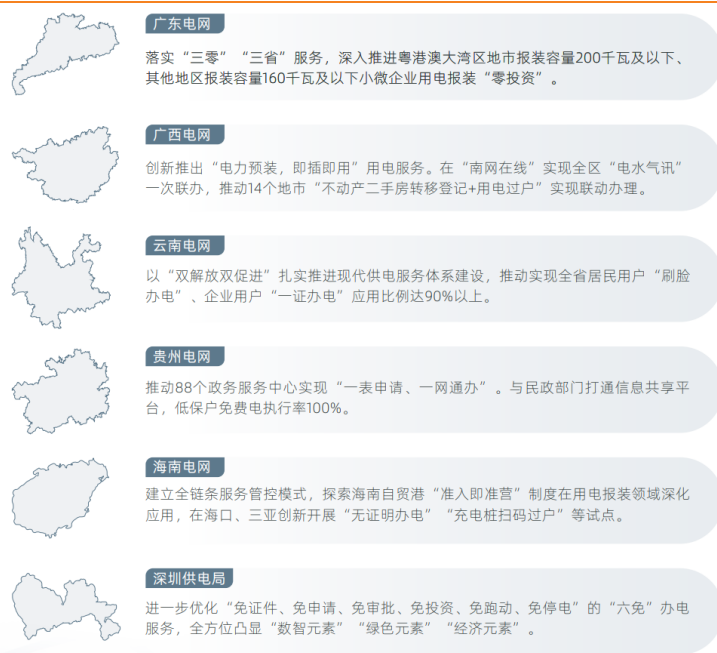 广东电网
落实“三零”“三省”服务，深入推进粤港澳大湾区地市报装容量200千瓦及以下、
其他地区报装容量160千瓦及以下小微企业用电报装“零投资”。
广西电网
创新推出“电力预装，即插即用”用电服务。在“南网在线”实现全区“电水气讯”
一次联办，推动14个地市“不动产二手房转移登记+用电过户”实现联动办理。
云南电网
以“双解放双促进”扎实推进现代供电服务体系建设，推动实现全省居民用户“刷脸
办电”、企业用户“一证办电”应用比例达90%以上。
贵州电网
推动88个政务服务中心实现“一表申请、一网通办”。与民政部门打通信息共享平
台，低保户免费电执行率100%。
海南电网
建立全链条服务管控模式，探索海南自贸港“准入即准营”制度在用电报装领域深化
应用，在海口、三亚创新开展“无证明办电”“充电桩扫码过户”等试点。
深圳供电局
进一步优化“免证件、免申请、免审批、免投资、免跑动、免停电”的“六免”办电
服务，全方位凸显“数智元素”“绿色元素”“经济元素”。